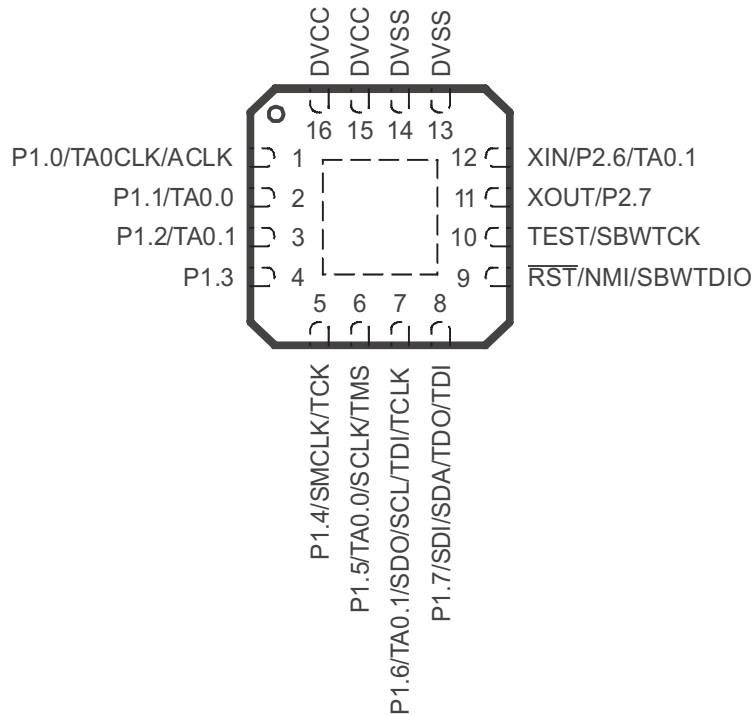 DVCC
DVCC
DVSS
DVSS
16 15 14 13
P1.0/TA0CLK/ACLK 1
P1.1/TA0.0 2
P1.2/TA0.1 3
P1.3 4
12 XIN/P2.6/TA0.1
11 XOUT/P2.7
10 TEST/SBWTCK
9 RST/NMI/SBWTDIO
5 6 7 8
P1.4/SMCLK/TCK
P1.5/TA0.0/SCLK/TMS
P1.6/TA0.1/SDO/SCL/TDI/TCLK
P1.7/SDI/SDA/TDO/TDI